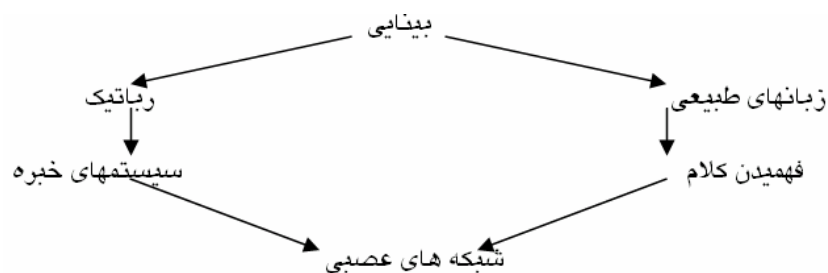 بینایی
زبانهای طبیعی
رباتیک
فهمیدن کلام
سیستمهای خبره
شبکه های عصبی